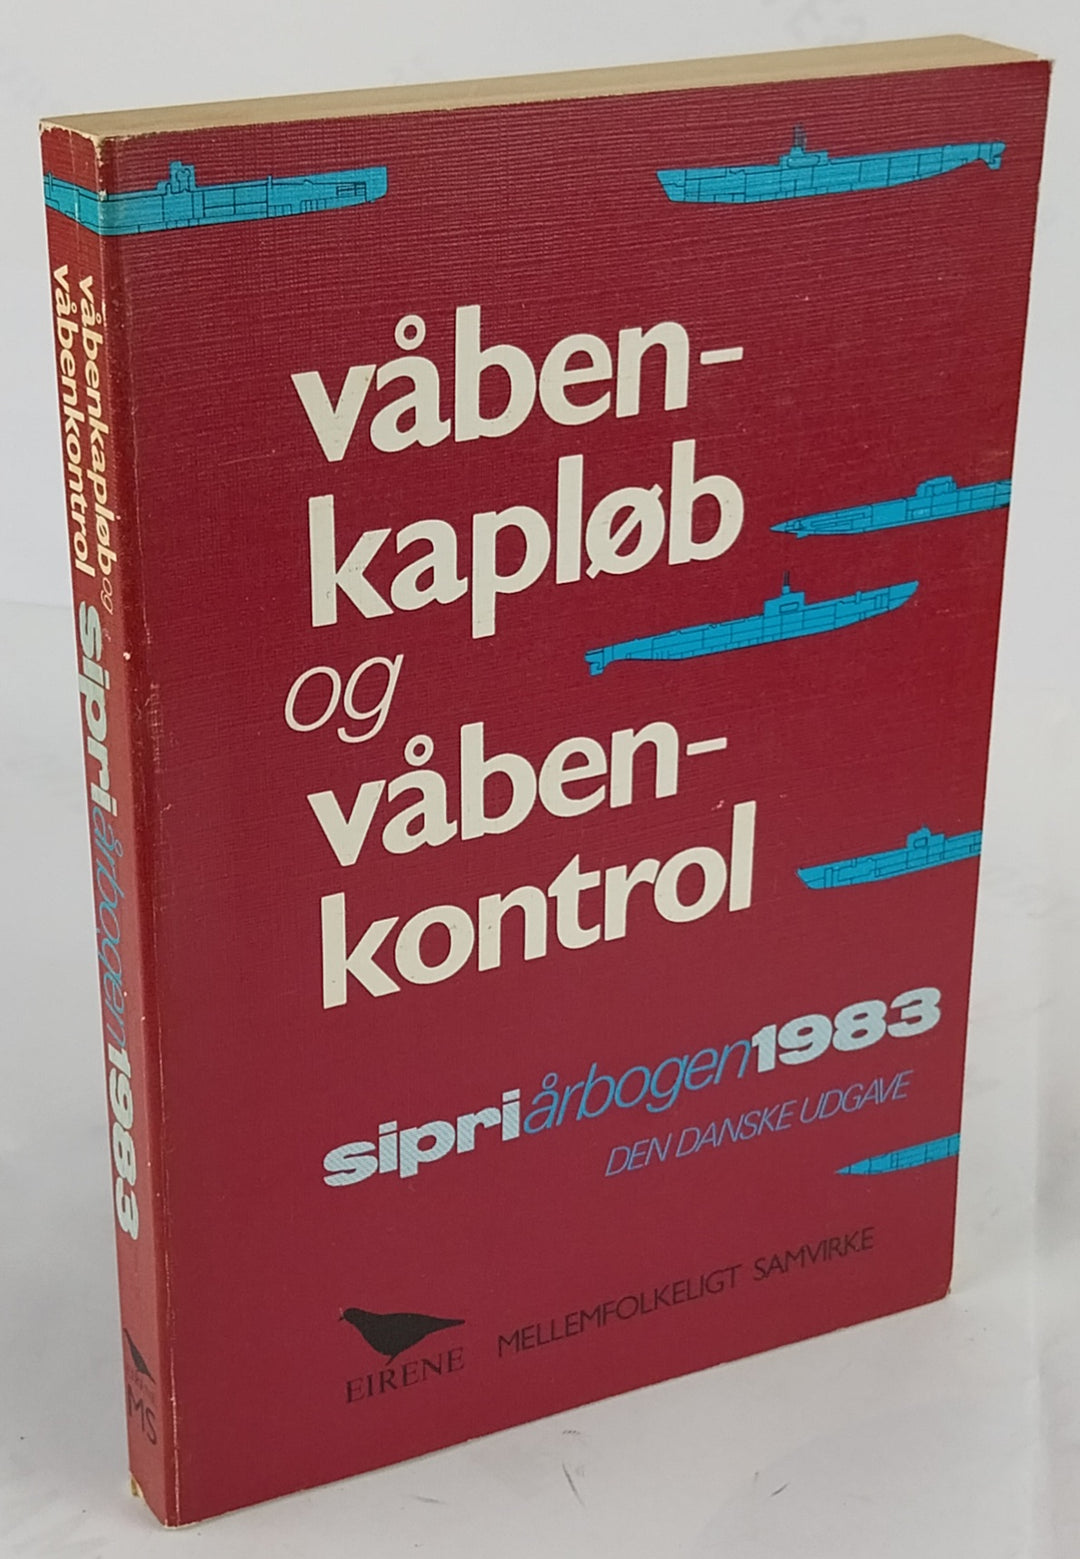 våben-
kapløb
og
våben-
kontrol
sipriårbogen1983
DEN DANSKE UDGAVE
EIRENE
MELLEMFOLKELIGT SAMVIRKE
våbenkapløb og
våbenkontrol
sipriårbogen1983
MS